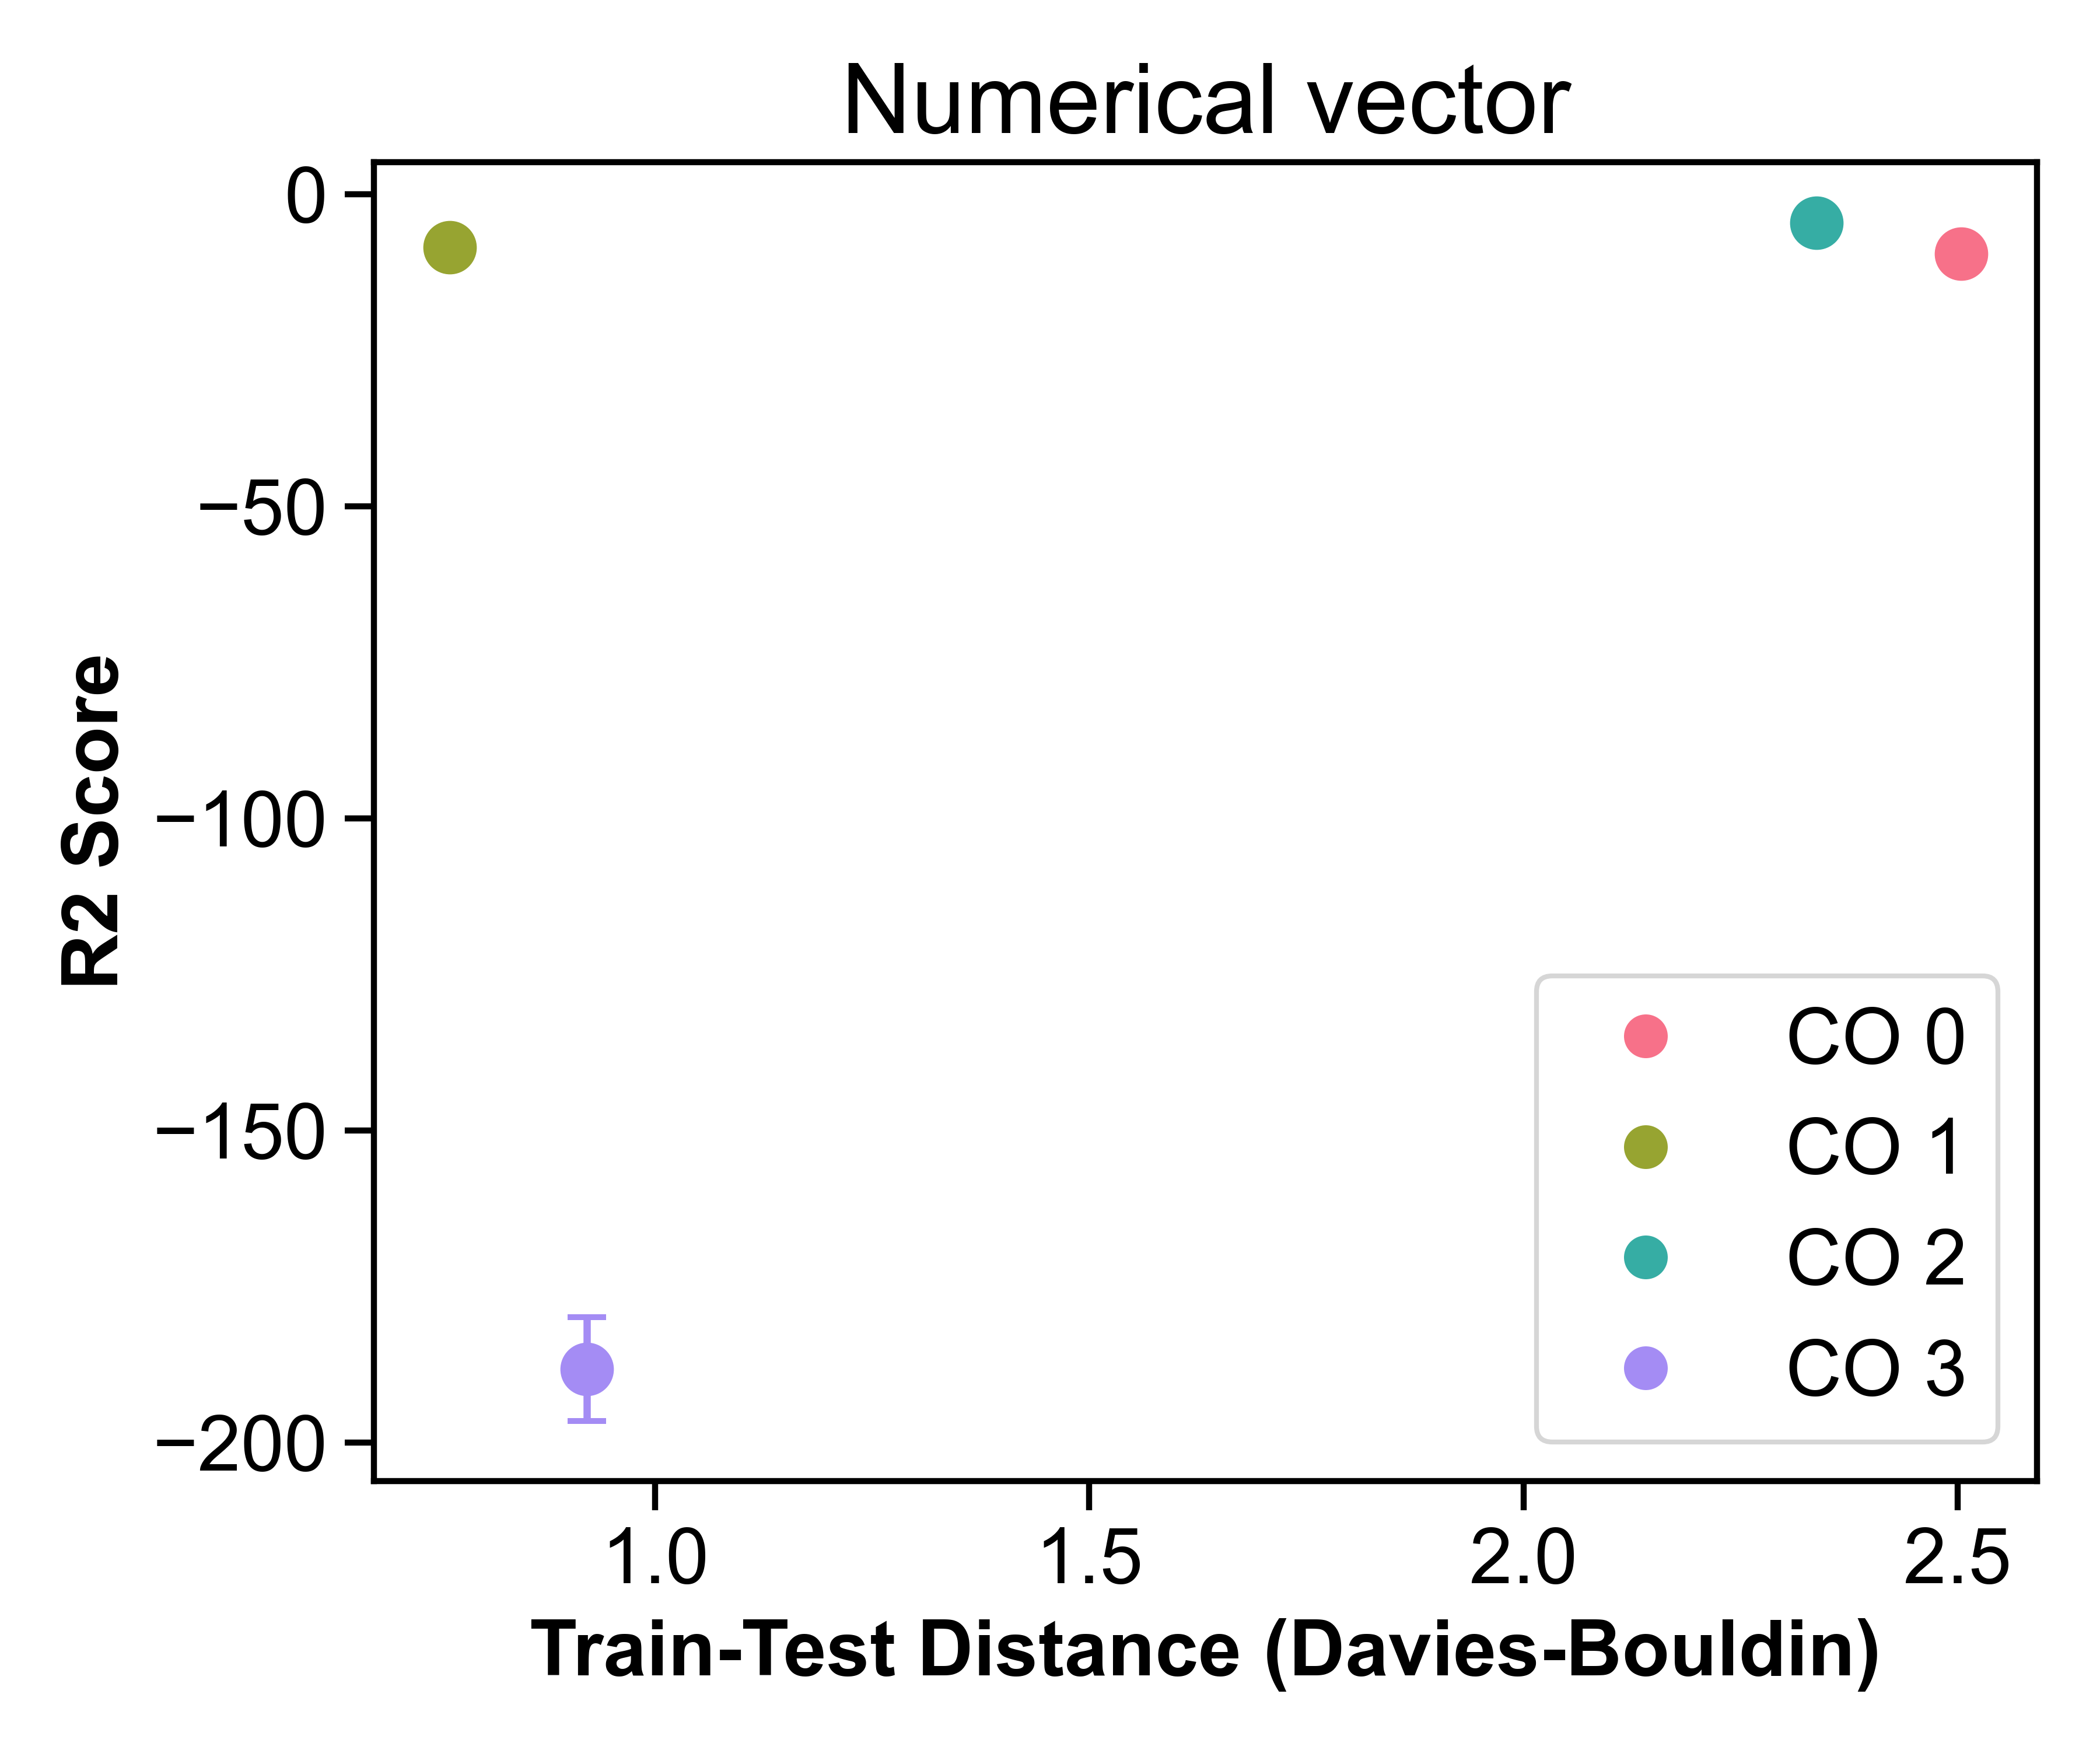 Numerical vector
0
−50
−100
−150
−200
R2 Score
CO 0
CO 1
CO 2
CO 3
1.0 1.5 2.0 2.5
Train-Test Distance (Davies-Bouldin)